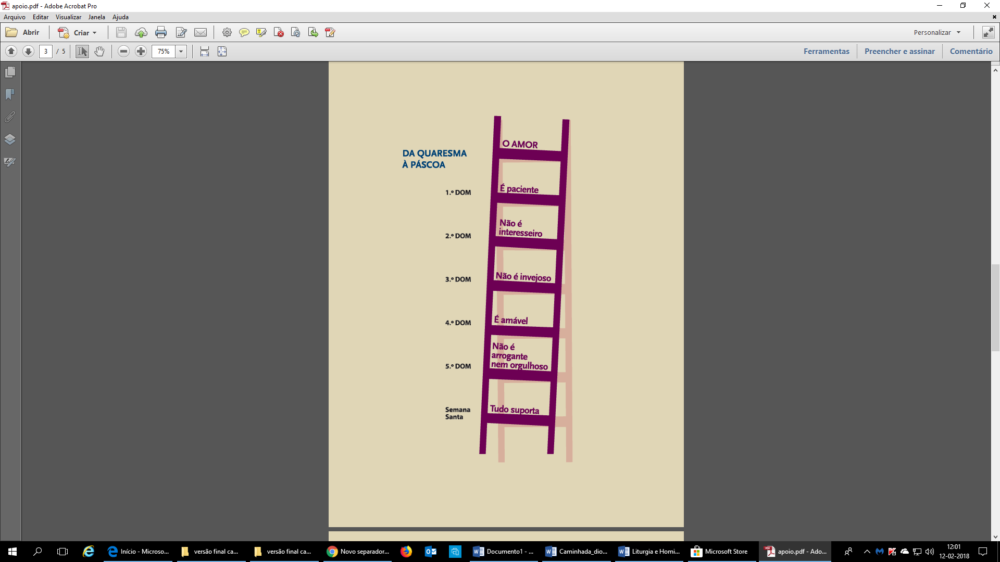 apoio.pdf - Adobe Acrobat Pro
Arquivo Editar Visualizar Janela Ajuda
Abrir Criar Personalizar
3 / 5 75% Ferramentas Preencher e assinar Comentário
O AMOR
DA QUARESMA
À PÁSCOA
1.º DOM É paciente
Não é
2.º DOM interesseiro
3.º DOM Não é invejoso
4.º DOM É amável
Não é
arrogante
5.º DOM nem orgulhoso
Semana Tudo suporta
Santa
Início - Microso... versão final ca... versão final ca... Novo separador... Documento1 - ... Caminhada_dio... Liturgia e Homi... Microsoft Store apoio.pdf - Ado... 12:01
12-02-2018